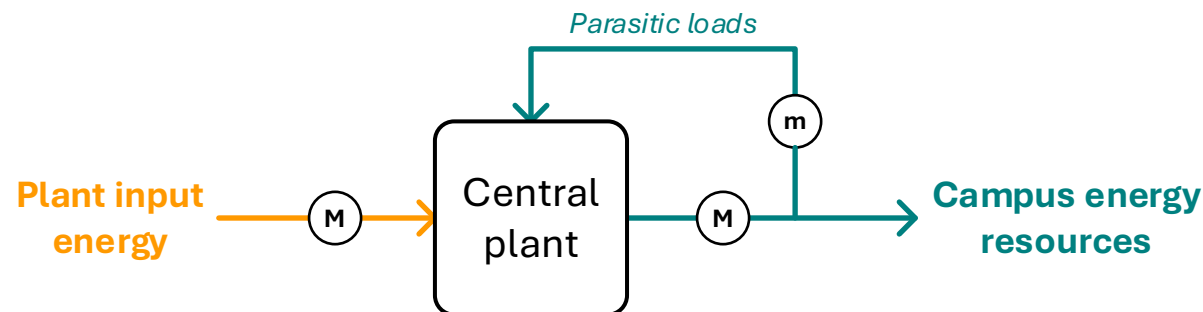 Parasitic loads
m
Plant input
energy
M
Central
plant
M
Campus energy
resources